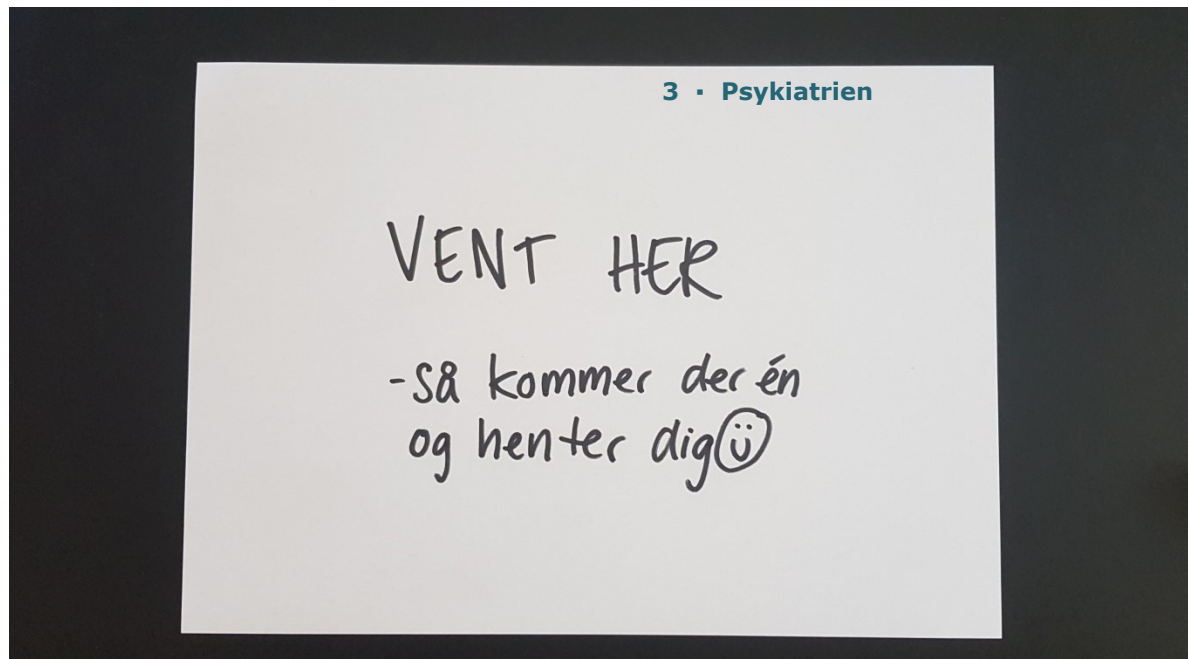 3 ▪ Psykiatrien
VENT HER
-så kommer der én
og henter dig